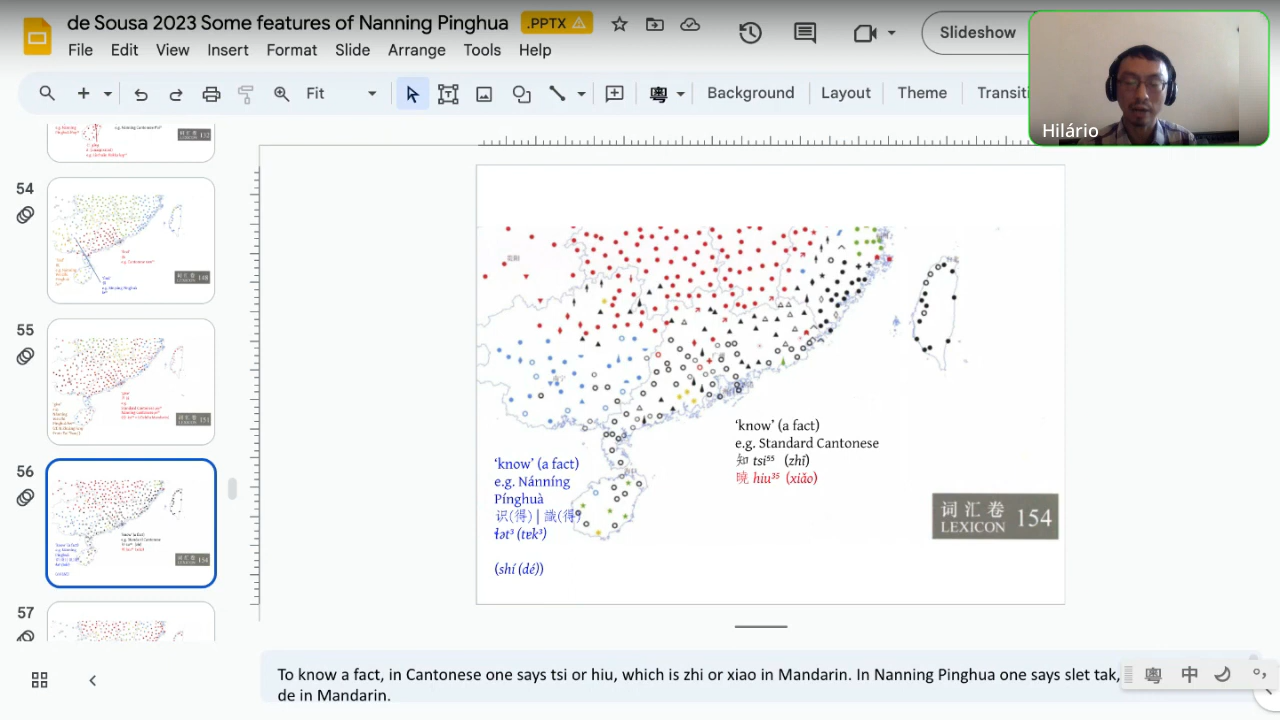 de Sousa 2023 Some features of Nanning Pinghua .PPTX
File Edit View Insert Format Slide Arrange Tools Help
Slideshow
Fit
粵
Background Layout Theme Transiti
Hilário
54
55
56
57
'know' (a fact)
e.g. Standard Cantonese
知 tsi⁵⁵ (zhī)
曉 hiu³⁵ (xiǎo)
'know' (a fact)
e.g. Nánníng
Pínghuà
识(得) | 識(得)
ɬət³ (tɐk³)
(shí (dé))
词汇卷
LEXICON 154
To know a fact, in Cantonese one says tsi or hiu, which is zhi or xiao in Mandarin. In Nanning Pinghua one says slet tak,
de in Mandarin.
粵 中